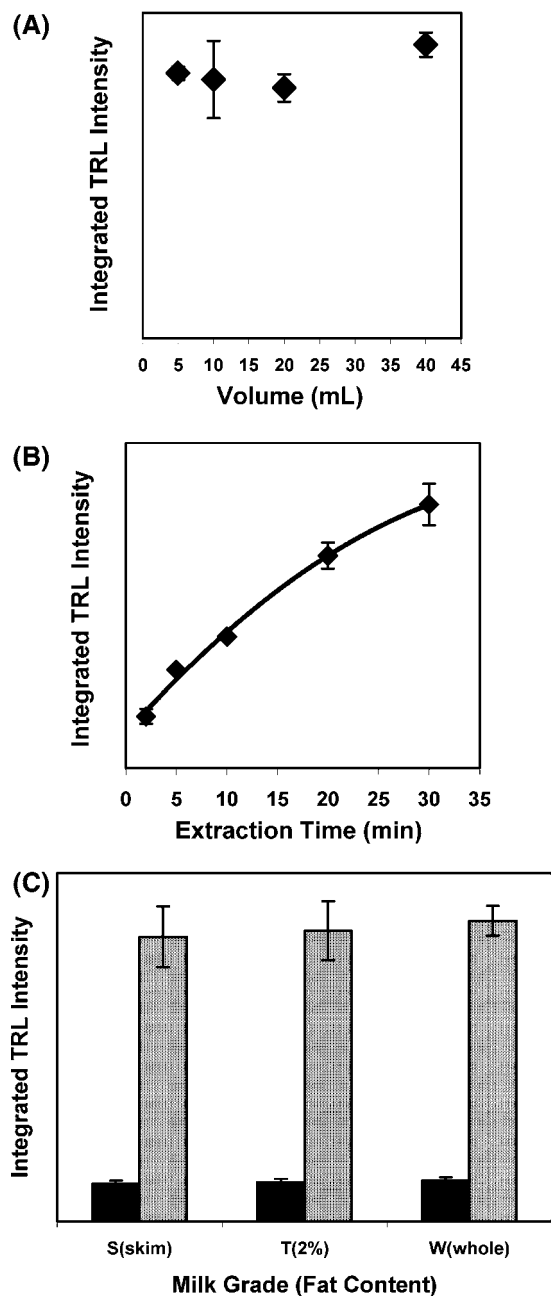 (A)
Integrated TRL Intensity
0 5 10 15 20 25 30 35 40 45
Volume (mL)
(B)
Integrated TRL Intensity
0 5 10 15 20 25 30 35
Extraction Time (min)
(C)
Integrated TRL Intensity
S(skim) T(2%) W(whole)
Milk Grade (Fat Content)